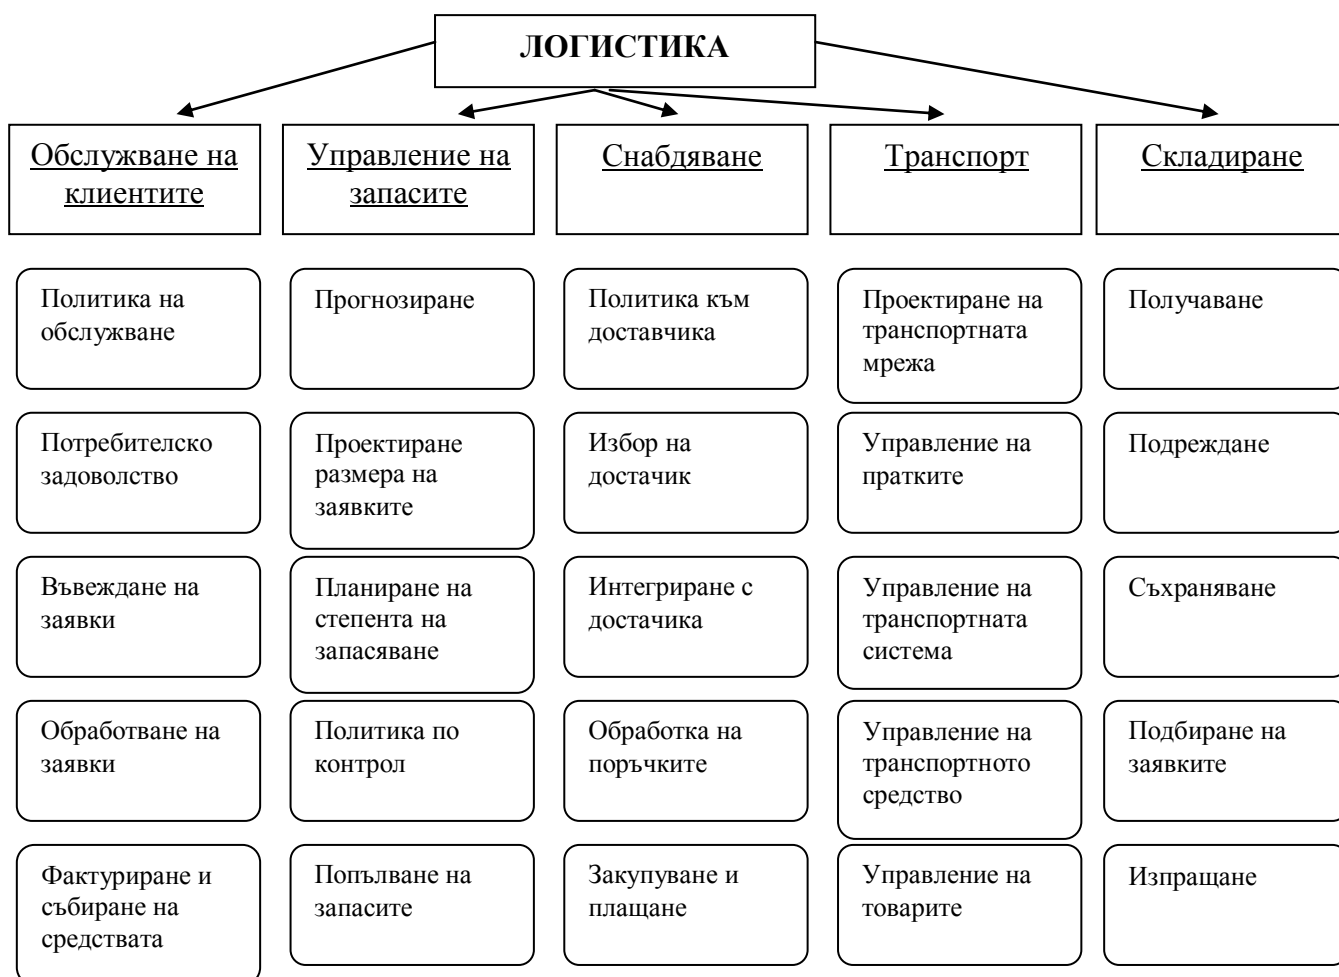 ЛОГИСТИКА
Обслужване на
клиентите
Управление на
запасите
Снабдяване
Транспорт
Складиране
Политика на
обслужване
Прогнозиране
Политика към
доставчика
Проектиране на
транспортната
мрежа
Получаване
Потребителско
задоволство
Проектиране
размера на
заявките
Избор на
достачик
Управление на
пратките
Подреждане
Въвеждане на
заявки
Планиране на
степента на
запасяване
Интегриране с
достачика
Управление на
транспортната
система
Съхраняване
Обработване на
заявки
Политика по
контрол
Обработка на
поръчките
Управление на
транспортното
средство
Подбиране на
заявките
Фактуриране и
събиране на
средствата
Попълване на
запасите
Закупуване и
плащане
Управление на
товарите
Изпращане